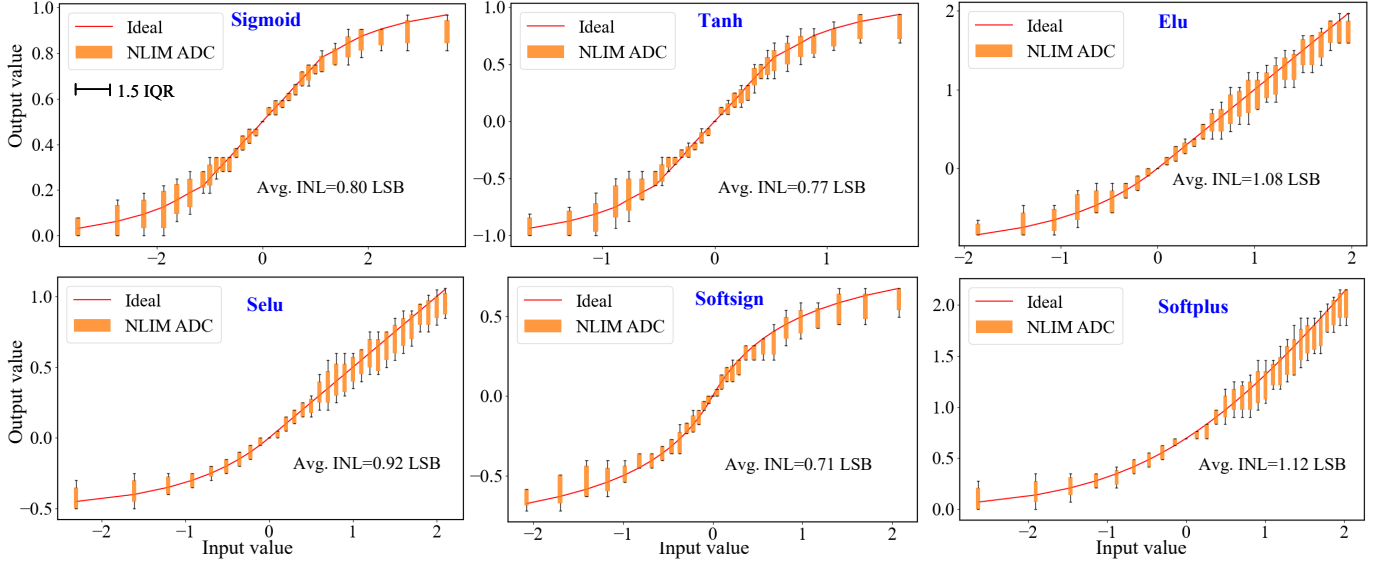 Sigmoid
Ideal
NLIM ADC
1.5 IQR
Avg. INL=0.80 LSB
Output value
1.0
0.8
0.6
0.4
0.2
0.0
−2
0
2
Tanh
Ideal
NLIM ADC
Avg. INL=0.77 LSB
1.0
0.5
0.0
−0.5
−1.0
−1
0
1
Elu
Ideal
NLIM ADC
Avg. INL=1.08 LSB
2
1
0
−1
−2
−1
0
1
2
Selu
Ideal
NLIM ADC
Avg. INL=0.92 LSB
Output value
1.0
0.5
0.0
−0.5
−2
−1
0
1
2
Input value
Softsign
Ideal
NLIM ADC
Avg. INL=0.71 LSB
0.5
0.0
−0.5
−2
−1
0
1
2
Input value
Softplus
Ideal
NLIM ADC
Avg. INL=1.12 LSB
2.0
1.5
1.0
0.5
0.0
−2
−1
0
1
2
Input value